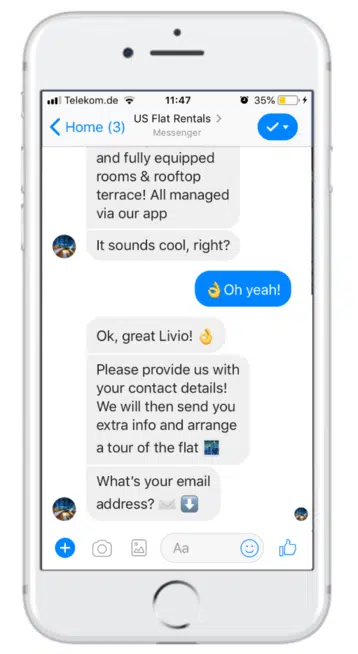 Telekom.de 11:47 35%
Home (3) US Flat Rentals
Messenger
and fully equipped
rooms & rooftop
terrace! All managed
via our app
It sounds cool, right?
👌Oh yeah!
Ok, great Livio! 👌
Please provide us with
your contact details!
We will then send you
extra info and arrange
a tour of the flat 🌃
What's your email
address? ✉️ ⬇️
Aa